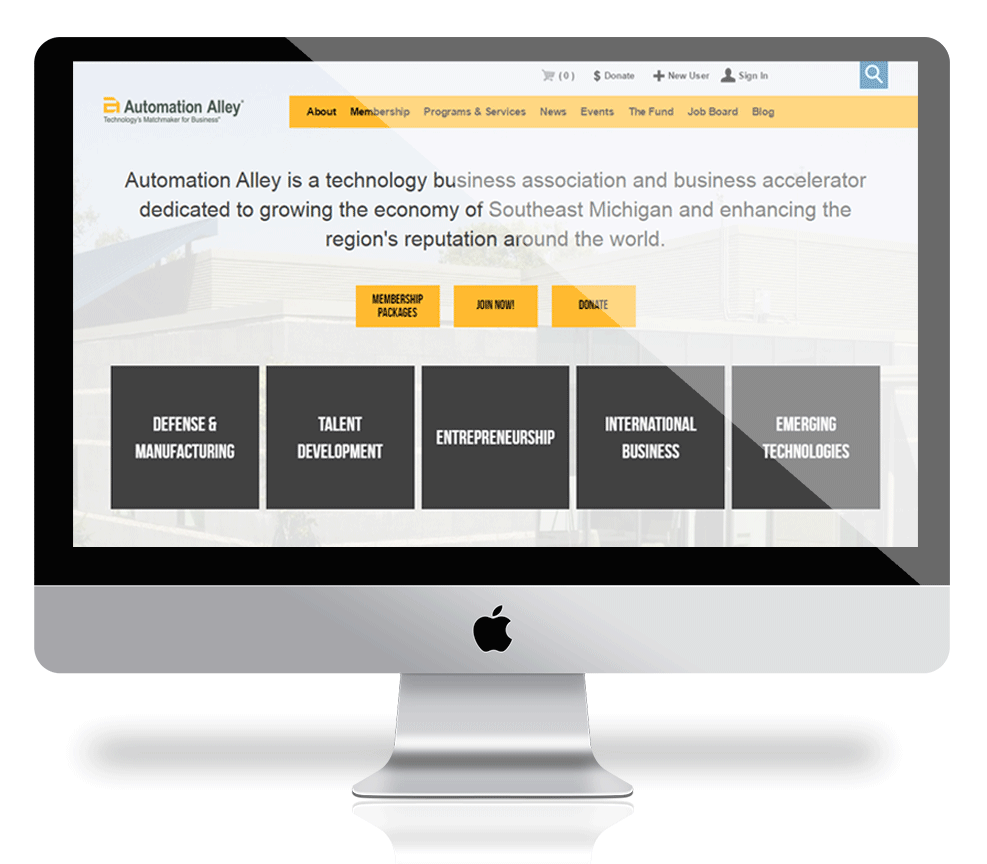 (0) $ Donate New User Sign In
Automation Alley®
Technology's Matchmaker for Business®
About Membership Programs & Services News Events The Fund Job Board Blog
Automation Alley is a technology business association and business accelerator
dedicated to growing the economy of Southeast Michigan and enhancing the
region's reputation around the world.
MEMBERSHIP
PACKAGES
JOIN NOW!
DONATE
DEFENSE &
MANUFACTURING
TALENT
DEVELOPMENT
ENTREPRENEURSHIP
INTERNATIONAL
BUSINESS
EMERGING
TECHNOLOGIES